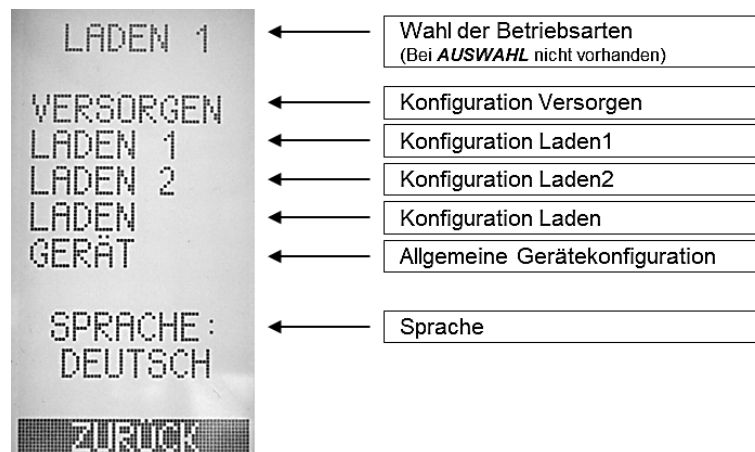 LADEN 1
Wahl der Betriebsarten
(Bei AUSWAHL nicht vorhanden)
VERSORGEN
Konfiguration Versorgen
LADEN 1
Konfiguration Laden1
LADEN 2
Konfiguration Laden2
LADEN
Konfiguration Laden
GERÄT
Allgemeine Gerätekonfiguration
SPRACHE:
DEUTSCH
Sprache
ZURÜCK